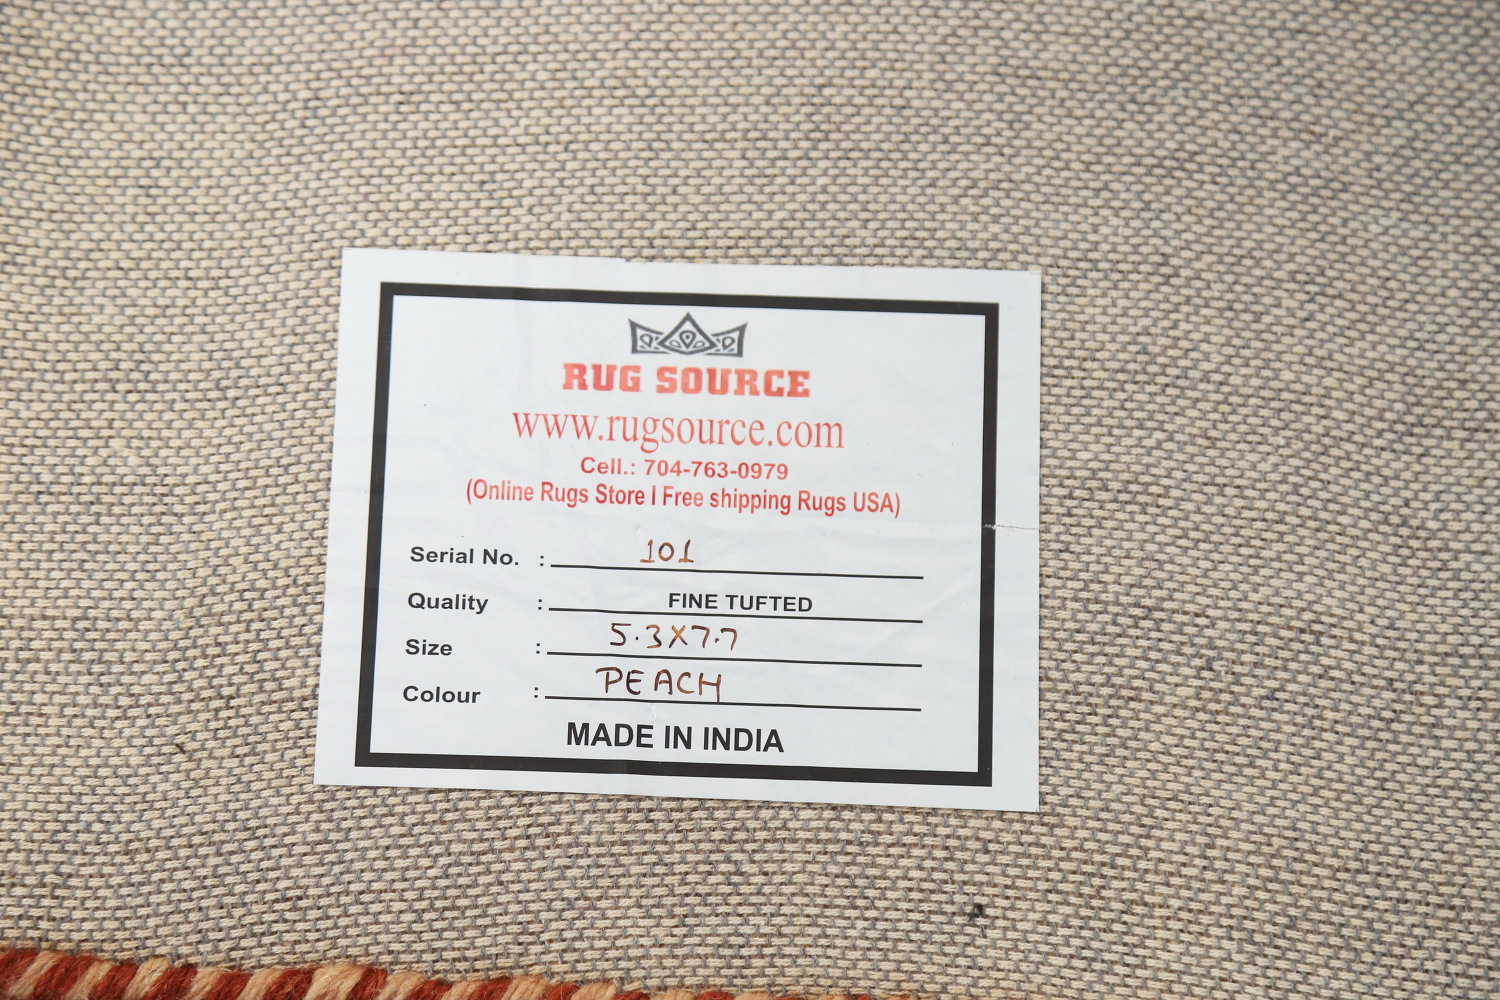 RUG SOURCE
www.rugsource.com
Cell.: 704-763-0979
(Online Rugs Store I Free shipping Rugs USA)
Serial No. : 101
Quality : FINE TUFTED
Size : 5.3X7.7
Colour : PEACH
MADE IN INDIA